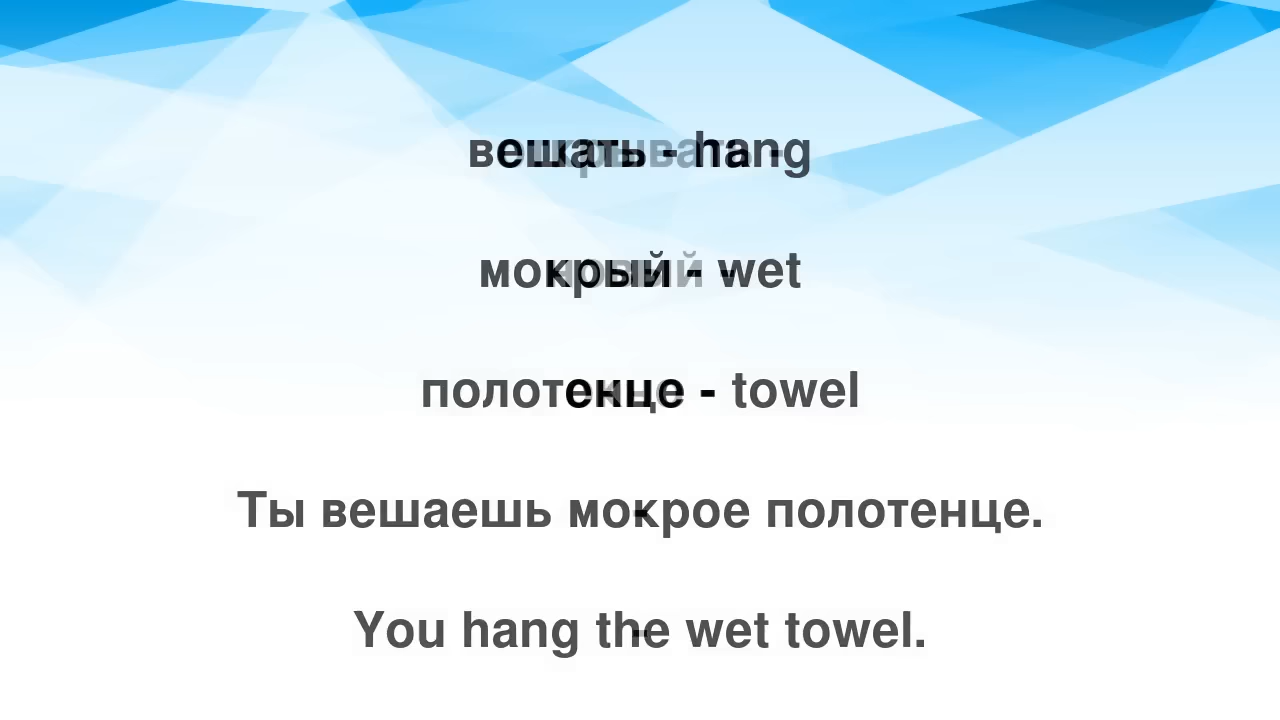 вешать - hang
мокрый - wet
полотенце - towel
Ты вешаешь мокрое полотенце.
You hang the wet towel.